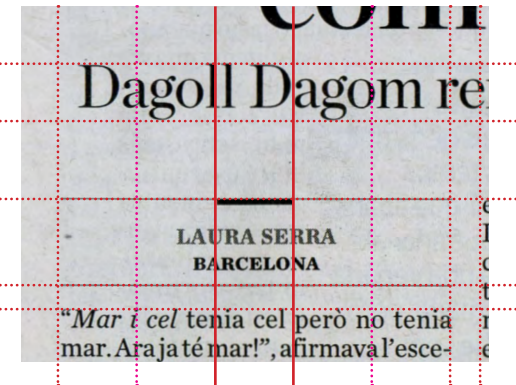 Dagoll Dagom re
LAURA SERRA
BARCELONA
“Mar i cel tenia cel però no tenia
mar. Ara ja té mar!”, afirmava l’esce-